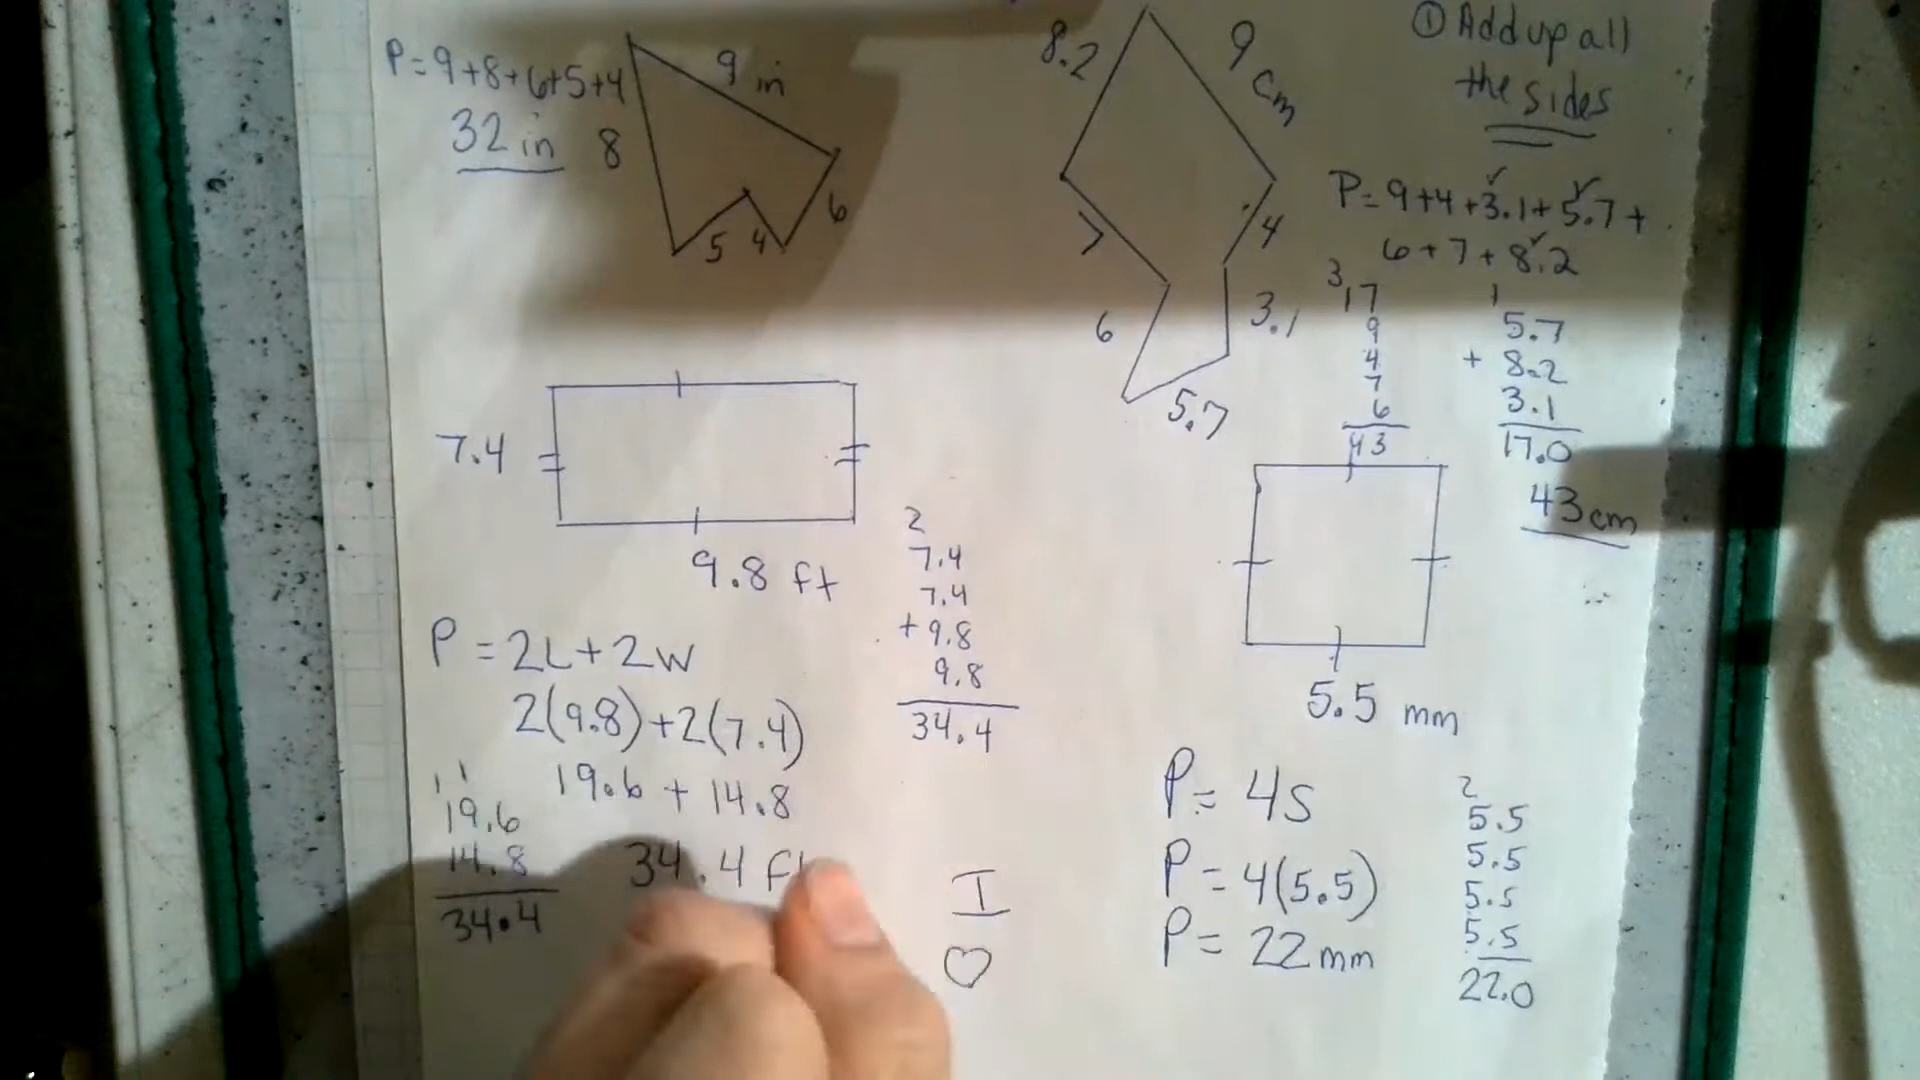 P=9+8+6+5+4
32 in
9 in
8
6
5
4
8.2
9 cm
7
4
6
3.1
5.7
① Add up all
the sides
P=9+4+3.1+5.7+
6+7+8.2
3
17
9
4
7
6
43
1
5.7
+ 8.2
3.1
17.0
43 cm
7.4
9.8 ft
P=2L+2W
2(9.8)+2(7.4)
19.6+14.8
34.4 ft
1 1
19.6
14.8
34.4
2
7.4
7.4
+9.8
9.8
34.4
I
♡
5.5 mm
P=4S
P=4(5.5)
P=22mm
2
5.5
5.5
5.5
5.5
22.0